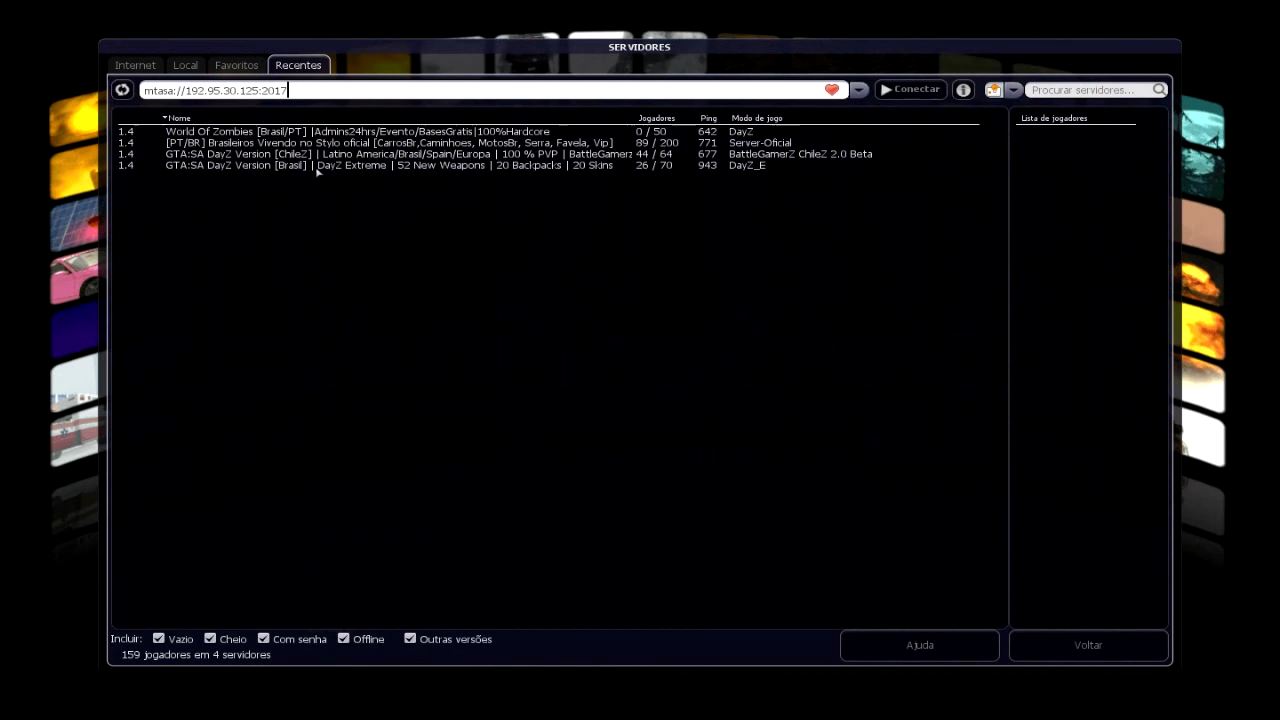 SERVIDORES
Internet Local Favoritos Recentes
mtasa://192.95.30.125:2017 Conectar Procurar servidores...
Nome Jogadores Ping Modo de jogo Lista de jogadores
1.4 World Of Zombies [Brasil/PT] |Admins24hrs/Evento/BasesGratis|100%Hardcore 0 / 50 642 DayZ
1.4 [PT/BR] Brasileiros Vivendo no Stylo oficial [CarrosBr,Caminhoes, MotosBr, Serra, Favela, Vip] 89 / 200 771 Server-Oficial
1.4 GTA:SA DayZ Version [ChileZ] | Latino America/Brasil/Spain/Europa | 100 % PVP | BattleGamerz 44 / 64 677 BattleGamerZ ChileZ 2.0 Beta
1.4 GTA:SA DayZ Version [Brasil] | DayZ Extreme | 52 New Weapons | 20 Backpacks | 20 Skins 26 / 70 943 DayZ_E
Incluir: Vazio Cheio Com senha Offline Outras versões
159 jogadores em 4 servidores
Ajuda Voltar